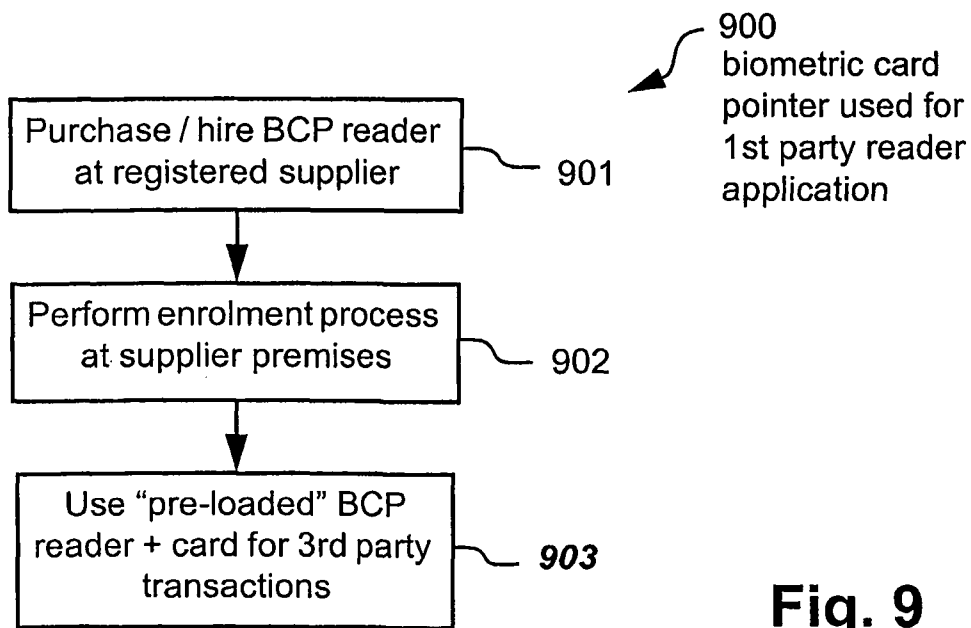 900
biometric card
pointer used for
1st party reader
application
Purchase / hire BCP reader
at registered supplier
901
Perform enrolment process
at supplier premises
902
Use “pre-loaded” BCP
reader + card for 3rd party
transactions
903
Fig. 9